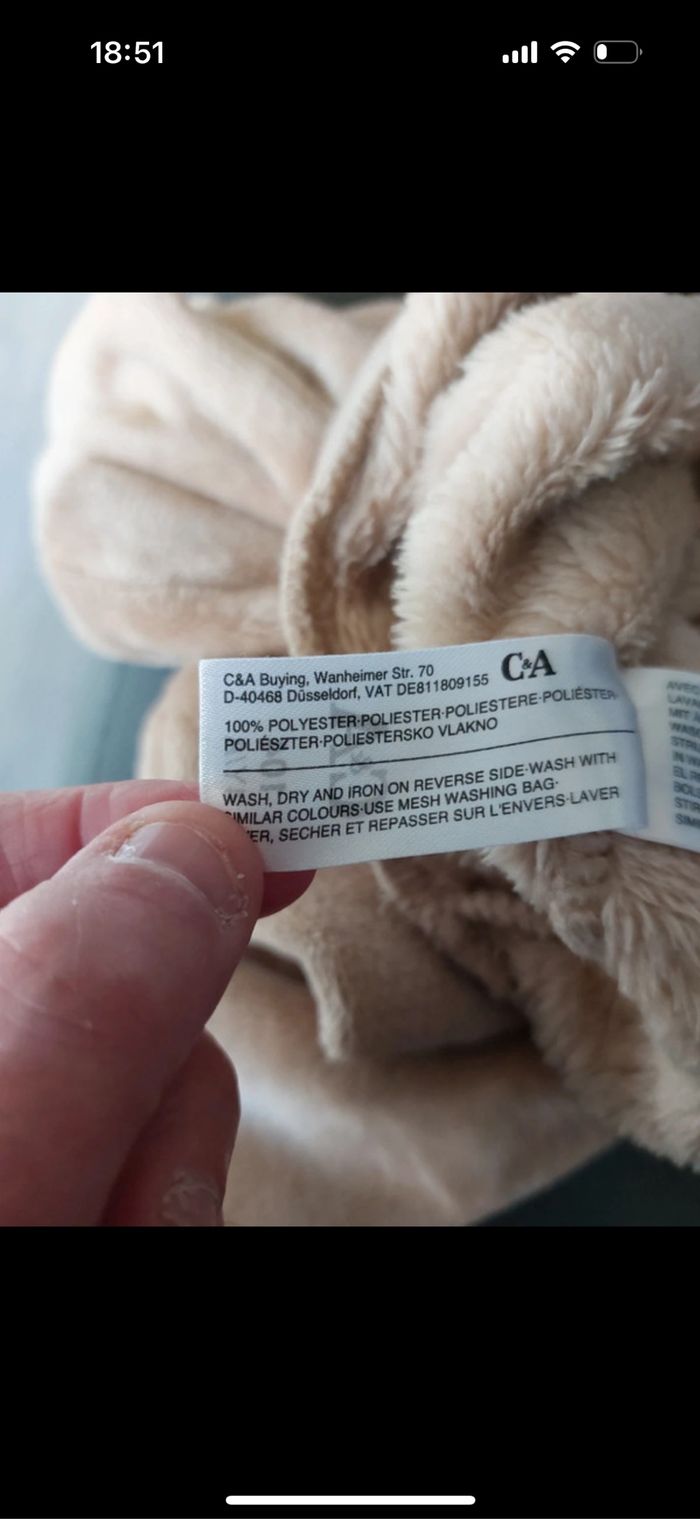 18:51
C&A Buying, Wanheimer Str. 70
C&A
D-40468 Düsseldorf, VAT DE811809155
100% POLYESTER·POLIESTER·POLIESTERE·POLIÉSTER·
POLIÉSZTER·POLIESTERSKO VLAKNO
WASH, DRY AND IRON ON REVERSE SIDE·WASH WITH
SIMILAR COLOURS·USE MESH WASHING BAG·
SECHER ET REPASSER SUR L'ENVERS·LAVER